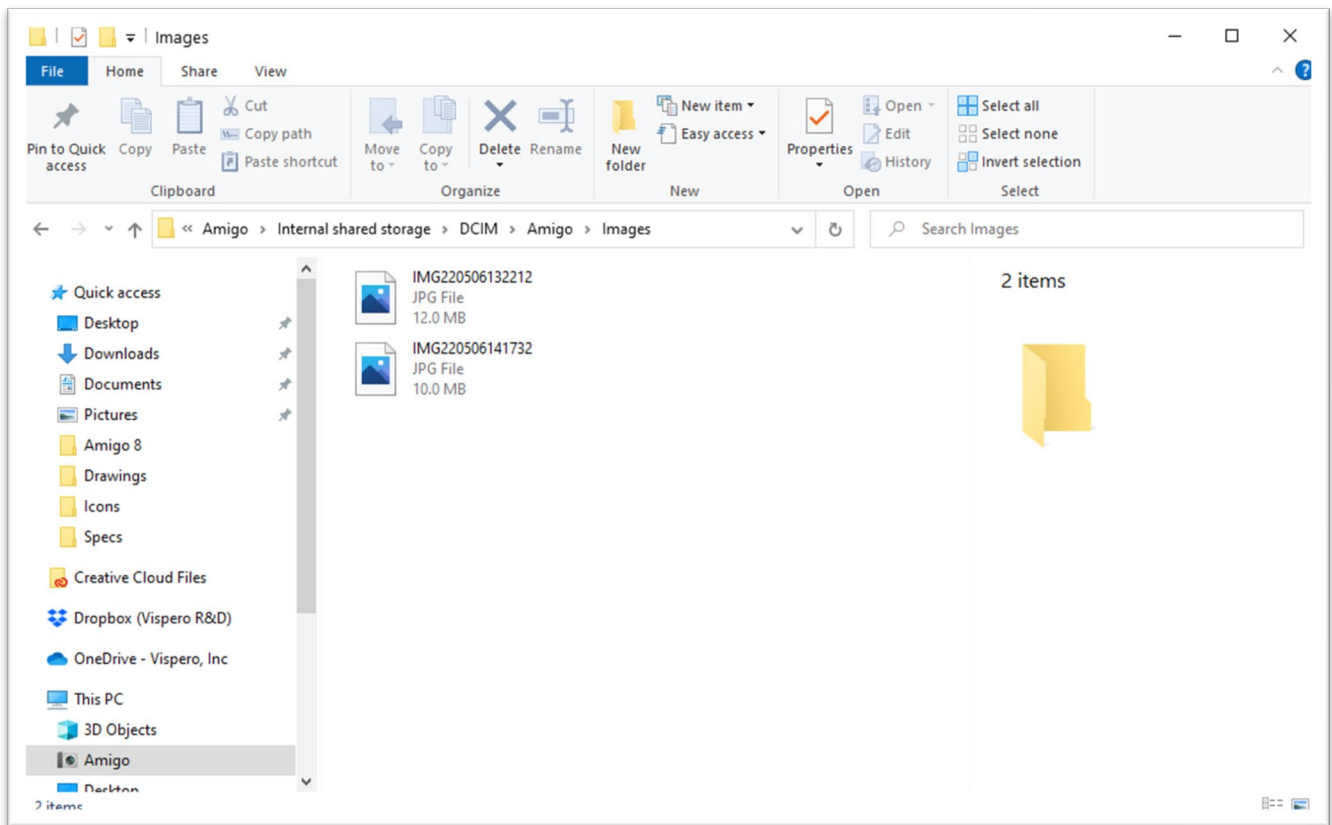 Images
File Home Share View
Pin to Quick access
Copy
Paste
Cut
Copy path
Paste shortcut
Clipboard
Move to
Copy to
Delete
Rename
Organize
New folder
New item
Easy access
New
Properties
Open
Edit
History
Open
Select all
Select none
Invert selection
Select
« Amigo > Internal shared storage > DCIM > Amigo > Images
Search Images
Quick access
Desktop
Downloads
Documents
Pictures
Amigo 8
Drawings
Icons
Specs
Creative Cloud Files
Dropbox (Vispero R&D)
OneDrive - Vispero, Inc
This PC
3D Objects
Amigo
Desktop
2 items
IMG220506132212
JPG File
12.0 MB
IMG220506141732
JPG File
10.0 MB
2 items